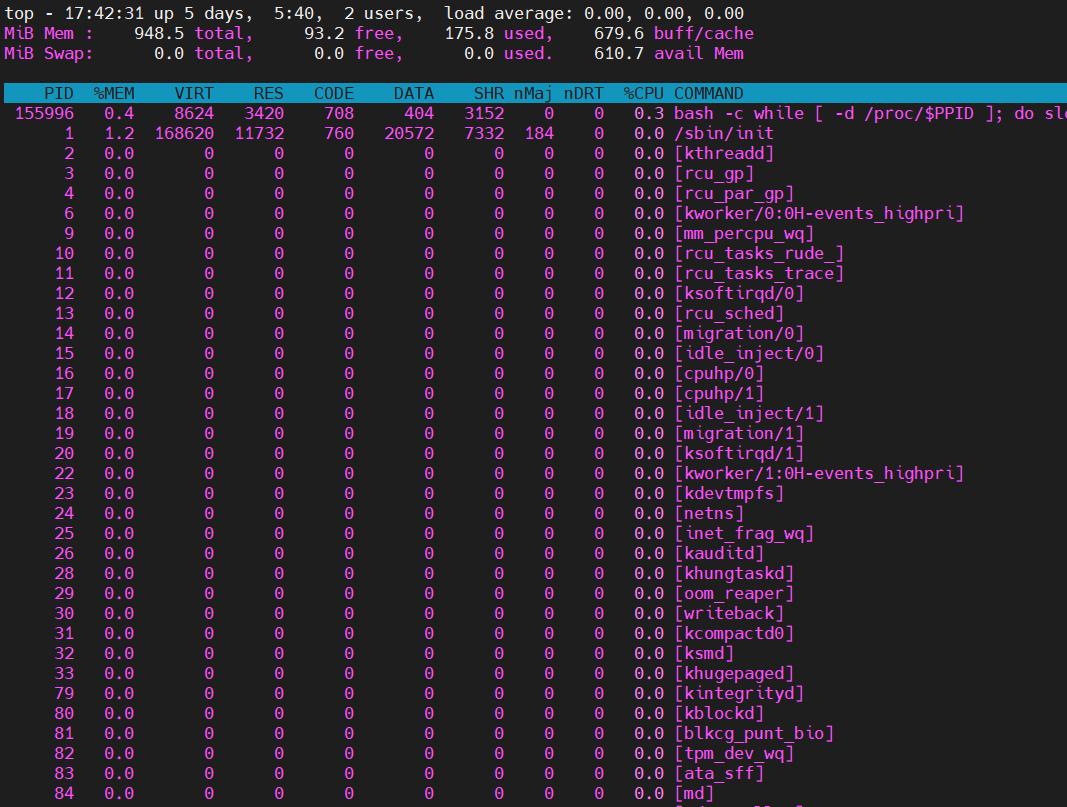 top - 17:42:31 up 5 days,  5:40,  2 users,  load average: 0.00, 0.00, 0.00
MiB Mem :    948.5 total,     93.2 free,    175.8 used,    679.6 buff/cache
MiB Swap:      0.0 total,      0.0 free,      0.0 used.    610.7 avail Mem
PID  %MEM    VIRT    RES   CODE    DATA    SHR nMaj nDRT  %CPU COMMAND
155996   0.4    8624   3420    708     404   3152    0    0   0.3 bash -c while [ -d /proc/$PPID ]; do
1   1.2  168620  11732    760   20572   7332  184    0   0.0 /sbin/init
2   0.0       0      0      0       0      0    0    0   0.0 [kthreadd]
3   0.0       0      0      0       0      0    0    0   0.0 [rcu_gp]
4   0.0       0      0      0       0      0    0    0   0.0 [rcu_par_gp]
6   0.0       0      0      0       0      0    0    0   0.0 [kworker/0:0H-events_highpri]
9   0.0       0      0      0       0      0    0    0   0.0 [mm_percpu_wq]
10   0.0       0      0      0       0      0    0    0   0.0 [rcu_tasks_rude_]
11   0.0       0      0      0       0      0    0    0   0.0 [rcu_tasks_trace]
12   0.0       0      0      0       0      0    0    0   0.0 [ksoftirqd/0]
13   0.0       0      0      0       0      0    0    0   0.0 [rcu_sched]
14   0.0       0      0      0       0      0    0    0   0.0 [migration/0]
15   0.0       0      0      0       0      0    0    0   0.0 [idle_inject/0]
16   0.0       0      0      0       0      0    0    0   0.0 [cpuhp/0]
17   0.0       0      0      0       0      0    0    0   0.0 [cpuhp/1]
18   0.0       0      0      0       0      0    0    0   0.0 [idle_inject/1]
19   0.0       0      0      0       0      0    0    0   0.0 [migration/1]
20   0.0       0      0      0       0      0    0    0   0.0 [ksoftirqd/1]
22   0.0       0      0      0       0      0    0    0   0.0 [kworker/1:0H-events_highpri]
23   0.0       0      0      0       0      0    0    0   0.0 [kdevtmpfs]
24   0.0       0      0      0       0      0    0    0   0.0 [netns]
25   0.0       0      0      0       0      0    0    0   0.0 [inet_frag_wq]
26   0.0       0      0      0       0      0    0    0   0.0 [kauditd]
28   0.0       0      0      0       0      0    0    0   0.0 [khungtaskd]
29   0.0       0      0      0       0      0    0    0   0.0 [oom_reaper]
30   0.0       0      0      0       0      0    0    0   0.0 [writeback]
31   0.0       0      0      0       0      0    0    0   0.0 [kcompactd0]
32   0.0       0      0      0       0      0    0    0   0.0 [ksmd]
33   0.0       0      0      0       0      0    0    0   0.0 [khugepaged]
79   0.0       0      0      0       0      0    0    0   0.0 [kintegrityd]
80   0.0       0      0      0       0      0    0    0   0.0 [kblockd]
81   0.0       0      0      0       0      0    0    0   0.0 [blkcg_punt_bio]
82   0.0       0      0      0       0      0    0    0   0.0 [tpm_dev_wq]
83   0.0       0      0      0       0      0    0    0   0.0 [ata_sff]
84   0.0       0      0      0       0      0    0    0   0.0 [md]